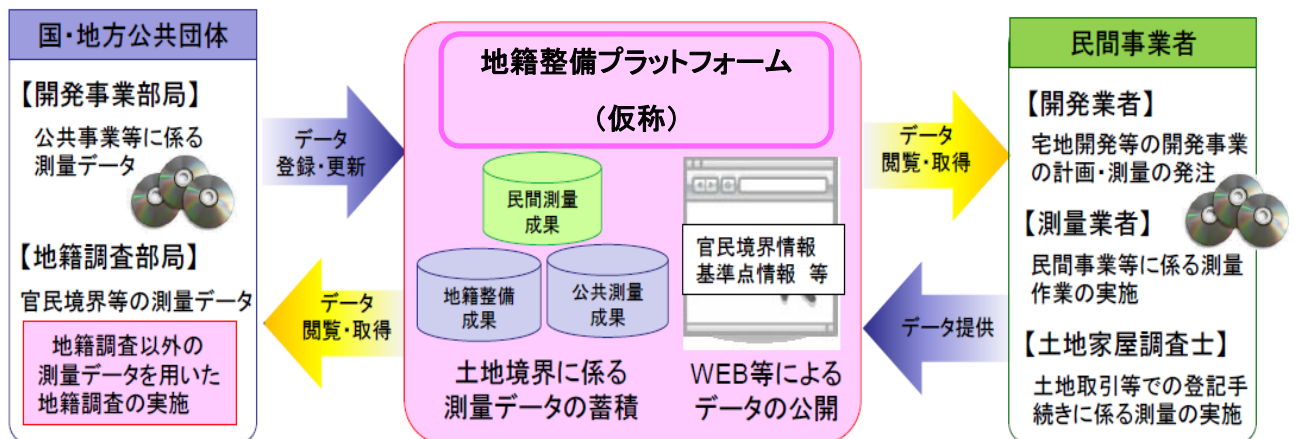 国・地方公共団体
【開発事業部局】
公共事業等に係る
測量データ
【地籍調査部局】
官民境界等の測量データ
地籍調査以外の
測量データを用いた
地籍調査の実施
データ
登録・更新
データ
閲覧・取得
地籍整備プラットフォーム
（仮称）
民間測量
成果
地籍整備
成果
公共測量
成果
官民境界情報
基準点情報 等
土地境界に係る
測量データの蓄積
WEB等による
データの公開
データ
閲覧・取得
データ提供
民間事業者
【開発業者】
宅地開発等の開発事業
の計画・測量の発注
【測量業者】
民間事業等に係る測量
作業の実施
【土地家屋調査士】
土地取引等での登記手
続きに係る測量の実施